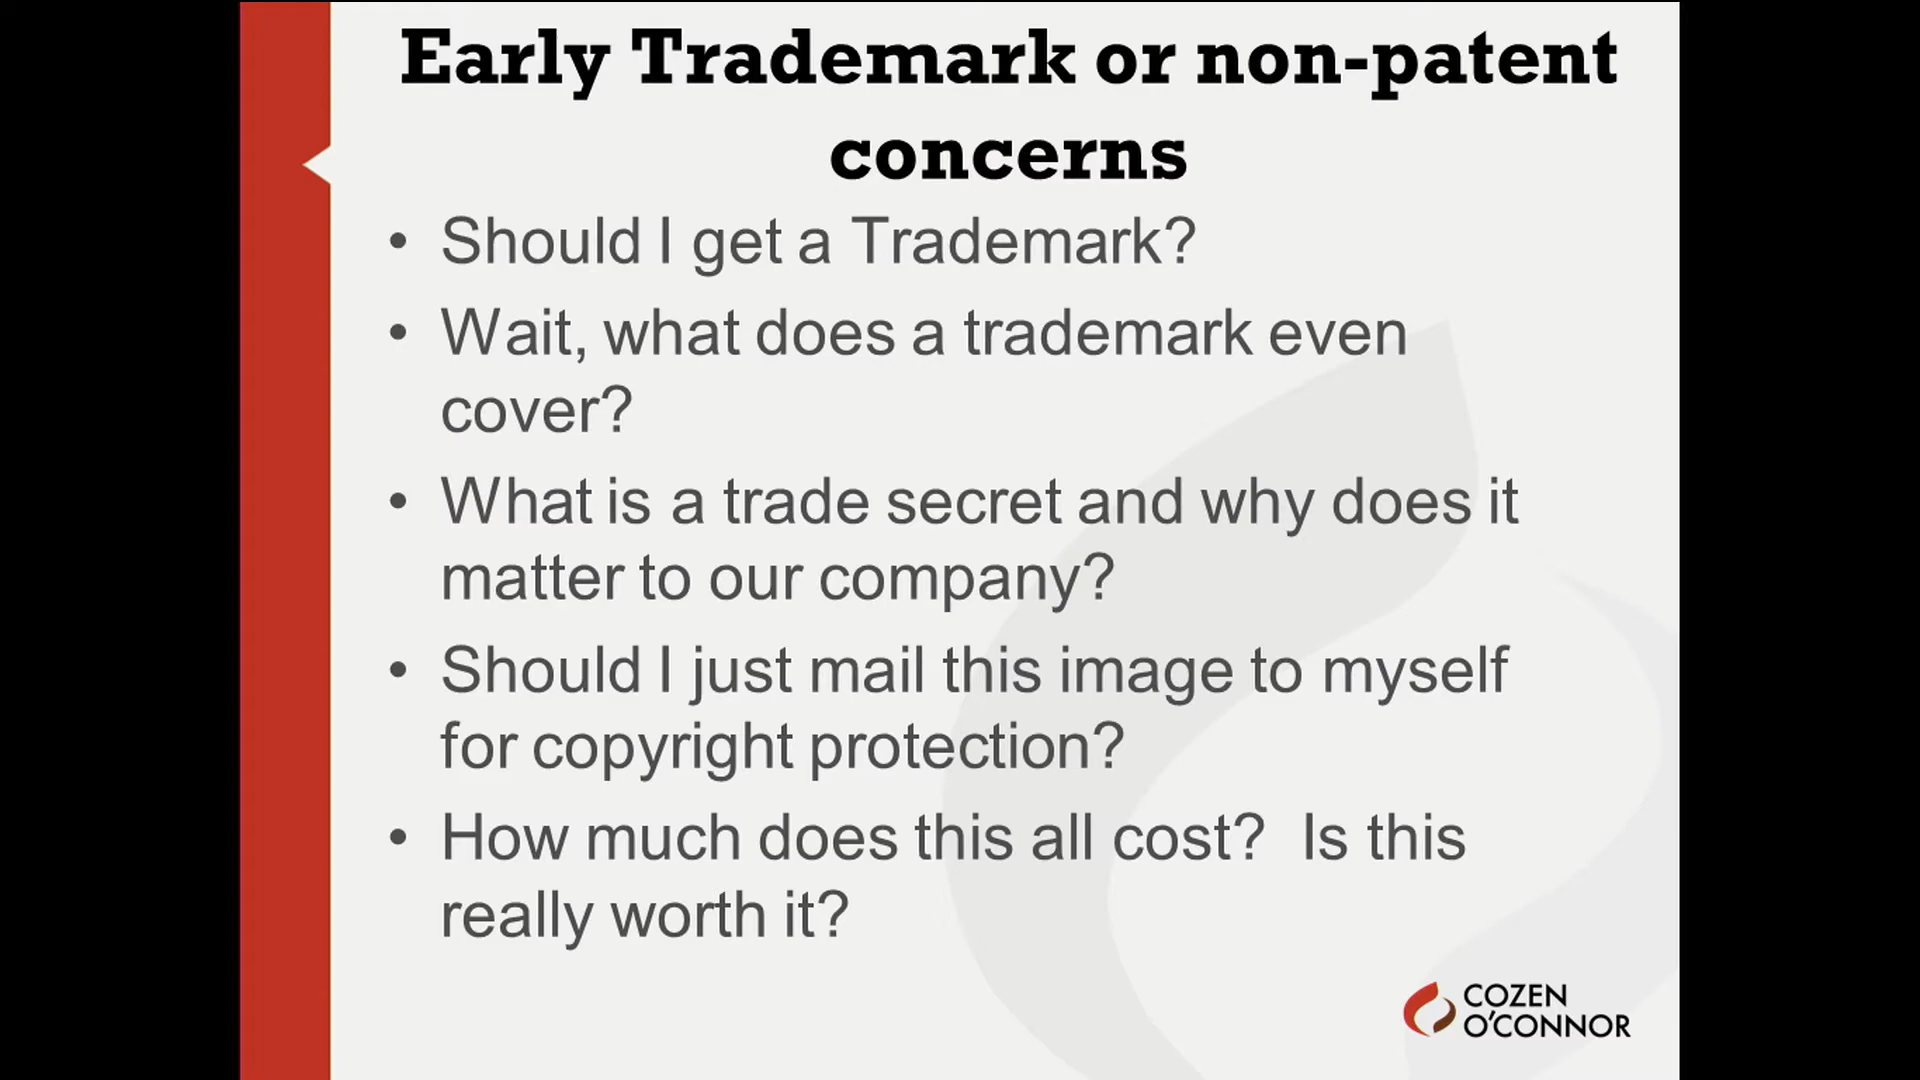 Early Trademark or non-patent
concerns
• Should I get a Trademark?
• Wait, what does a trademark even
cover?
• What is a trade secret and why does it
matter to our company?
• Should I just mail this image to myself
for copyright protection?
• How much does this all cost?  Is this
really worth it?
COZEN
O'CONNOR